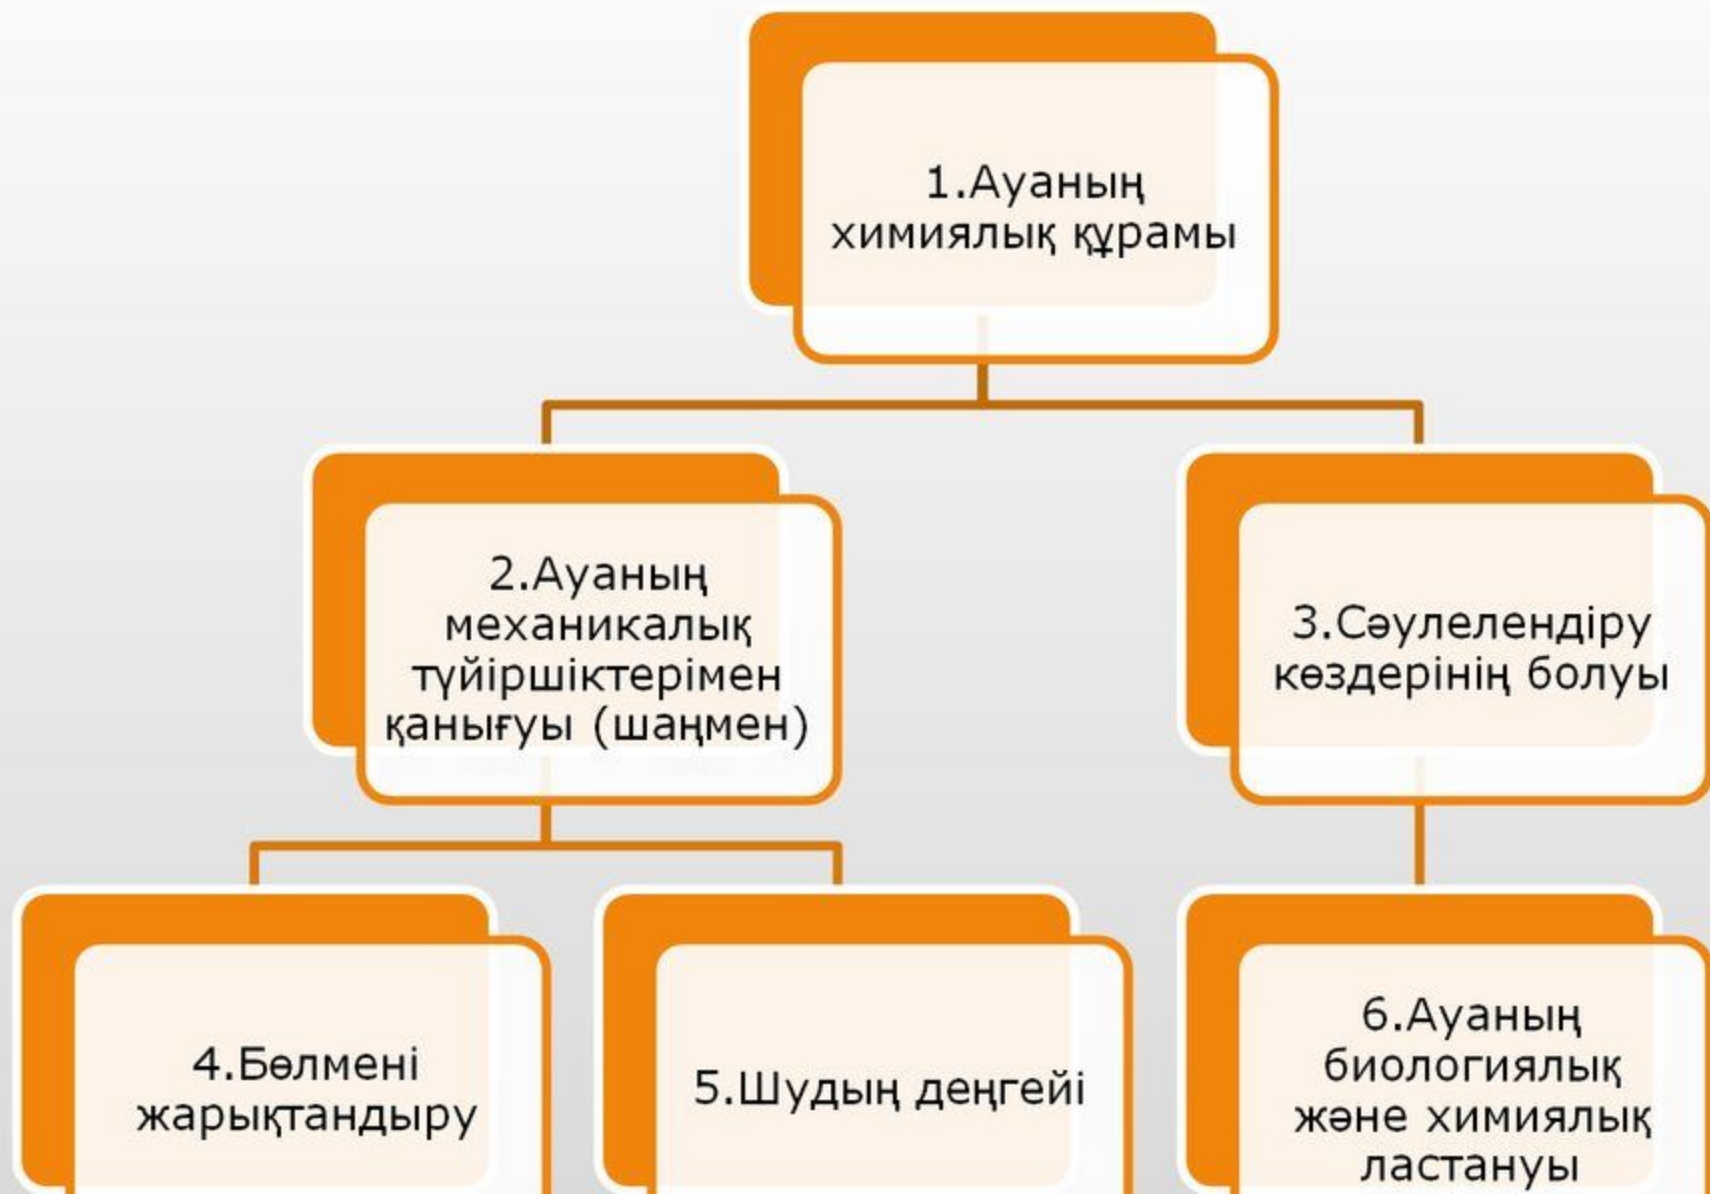 1.Ауаның
химиялық құрамы
2.Ауаның
механикалық
түйіршіктерімен
қанығуы (шаңмен)
3.Сәулелендіру
көздерінің болуы
4.Бөлмені
жарықтандыру
5.Шудың деңгейі
6.Ауаның
биологиялық
және химиялық
ластануы